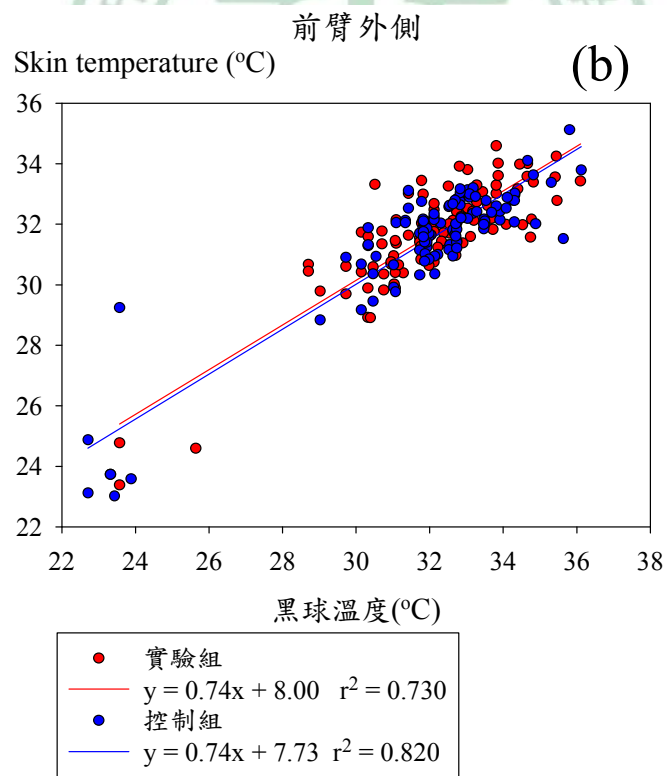 前臂外側
Skin temperature (°C)
(b)
36
34
32
30
28
26
24
22
22 24 26 28 30 32 34 36 38
黑球溫度(°C)
實驗組
y = 0.74x + 8.00 r² = 0.730
控制組
y = 0.74x + 7.73 r² = 0.820